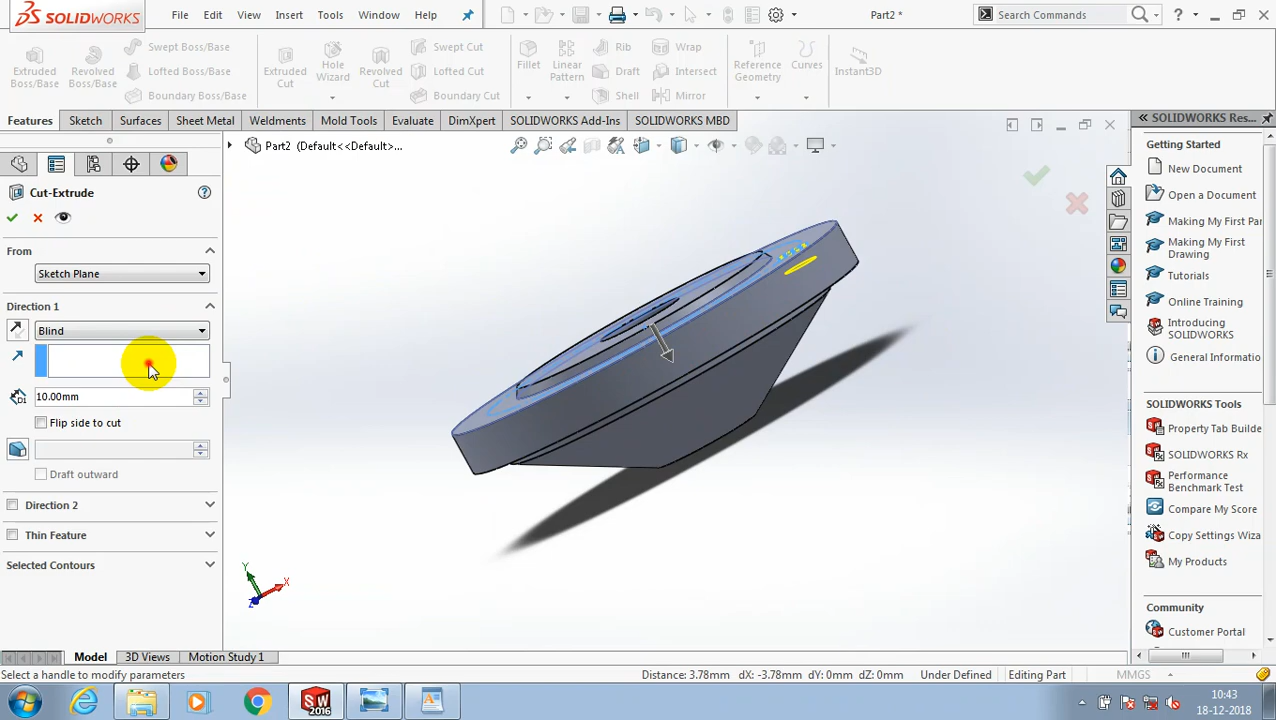 SOLIDWORKS File Edit View Insert Tools Window Help Part2 * Search Commands ?
Extruded Boss/Base
Revolved Boss/Base
Swept Boss/Base
Lofted Boss/Base
Boundary Boss/Base
Extruded Cut
Hole Wizard
Revolved Cut
Swept Cut
Lofted Cut
Boundary Cut
Fillet
Linear Pattern
Rib
Draft
Shell
Wrap
Intersect
Mirror
Reference Geometry
Curves
Instant3D
Features Sketch Surfaces Sheet Metal Weldments Mold Tools Evaluate DimXpert SOLIDWORKS Add-Ins SOLIDWORKS MBD
SOLIDWORKS Res...
Part2 (Default<<Default>...
Cut-Extrude
From
Sketch Plane
Direction 1
Blind
D1
10.00mm
Flip side to cut
Draft outward
Direction 2
Thin Feature
Selected Contours
Y
X
Z
Getting Started
New Document
Open a Document
Making My First Pa
Making My First
Drawing
Tutorials
Online Training
Introducing
SOLIDWORKS
General Informatio
SOLIDWORKS Tools
Property Tab Builde
SOLIDWORKS Rx
Performance
Benchmark Test
Compare My Score
Copy Settings Wiza
My Products
Community
Customer Portal
Model 3D Views Motion Study 1
Select a handle to modify parameters Distance: 3.78mm dX: -3.78mm dY: 0mm dZ: 0mm Under Defined Editing Part MMGS
SW
2016
10:43
18-12-2018